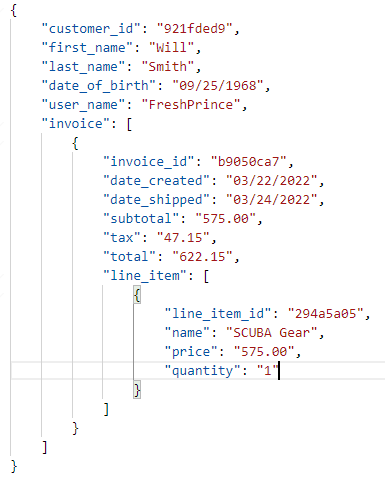 {
    "customer_id": "921fded9",
    "first_name": "Will",
    "last_name": "Smith",
    "date_of_birth": "09/25/1968",
    "user_name": "FreshPrince",
    "invoice": [
        {
            "invoice_id": "b9050ca7",
            "date_created": "03/22/2022",
            "date_shipped": "03/24/2022",
            "subtotal": "575.00",
            "tax": "47.15",
            "total": "622.15",
            "line_item": [
                {
                    "line_item_id": "294a5a05",
                    "name": "SCUBA Gear",
                    "price": "575.00",
                    "quantity": "1"
                }
            ]
        }
    ]
}